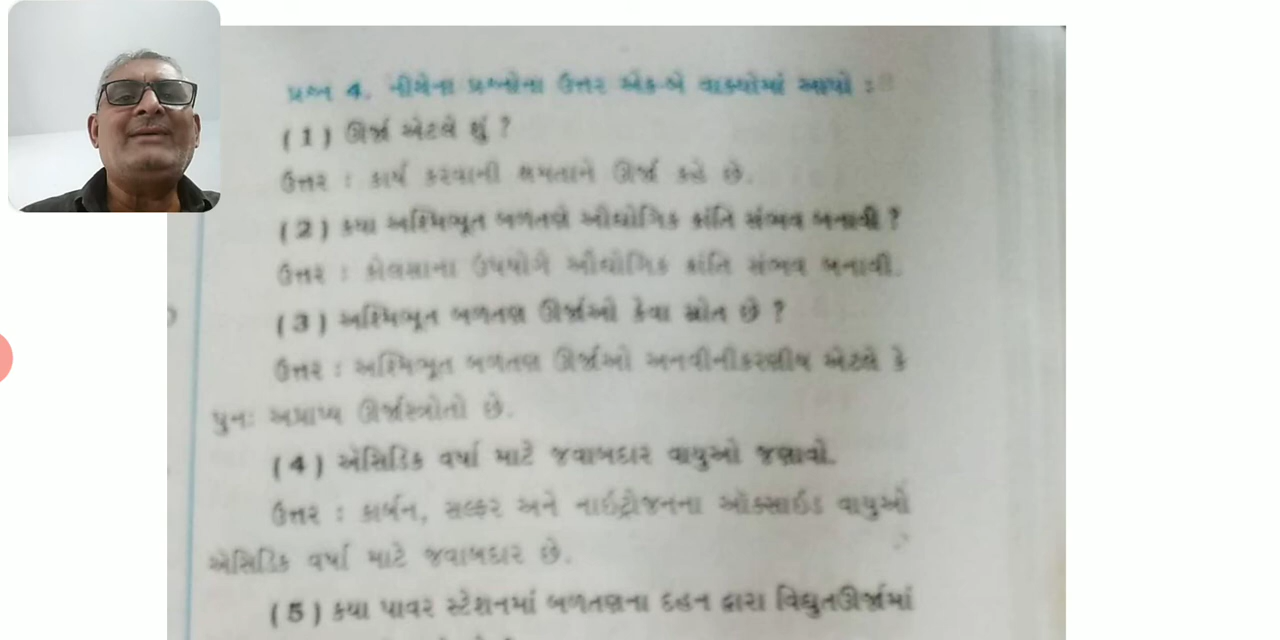 પ્રશ્ન 4. નીચેના પ્રશ્નોના ઉત્તર એક-બે વાક્યોમાં આપો :
(1) ઊર્જા એટલે શું ?
ઉત્તર : કાર્ય કરવાની ક્ષમતાને ઊર્જા કહે છે.
(2) કયા અશ્મિભૂત બળતણે ઔદ્યોગિક ક્રાંતિ સંભવ બનાવી ?
ઉત્તર : કોલસાના ઉપયોગે ઔદ્યોગિક ક્રાંતિ સંભવ બનાવી.
(3) અશ્મિભૂત બળતણ ઊર્જાઓ કેવા સ્રોત છે ?
ઉત્તર : અશ્મિભૂત બળતણ ઊર્જાઓ અનવીનીકરણીય એટલે કે
પુનઃ અપ્રાપ્ય ઊર્જાસ્ત્રોતો છે.
(4) ઍસિડિક વર્ષા માટે જવાબદાર વાયુઓ જણાવો.
ઉત્તર : કાર્બન, સલ્ફર અને નાઇટ્રોજનના ઑક્સાઇડ વાયુઓ
ઍસિડિક વર્ષા માટે જવાબદાર છે.
(5) કયા પાવર સ્ટેશનમાં બળતણના દહન દ્વારા વિદ્યુતઊર્જામાં